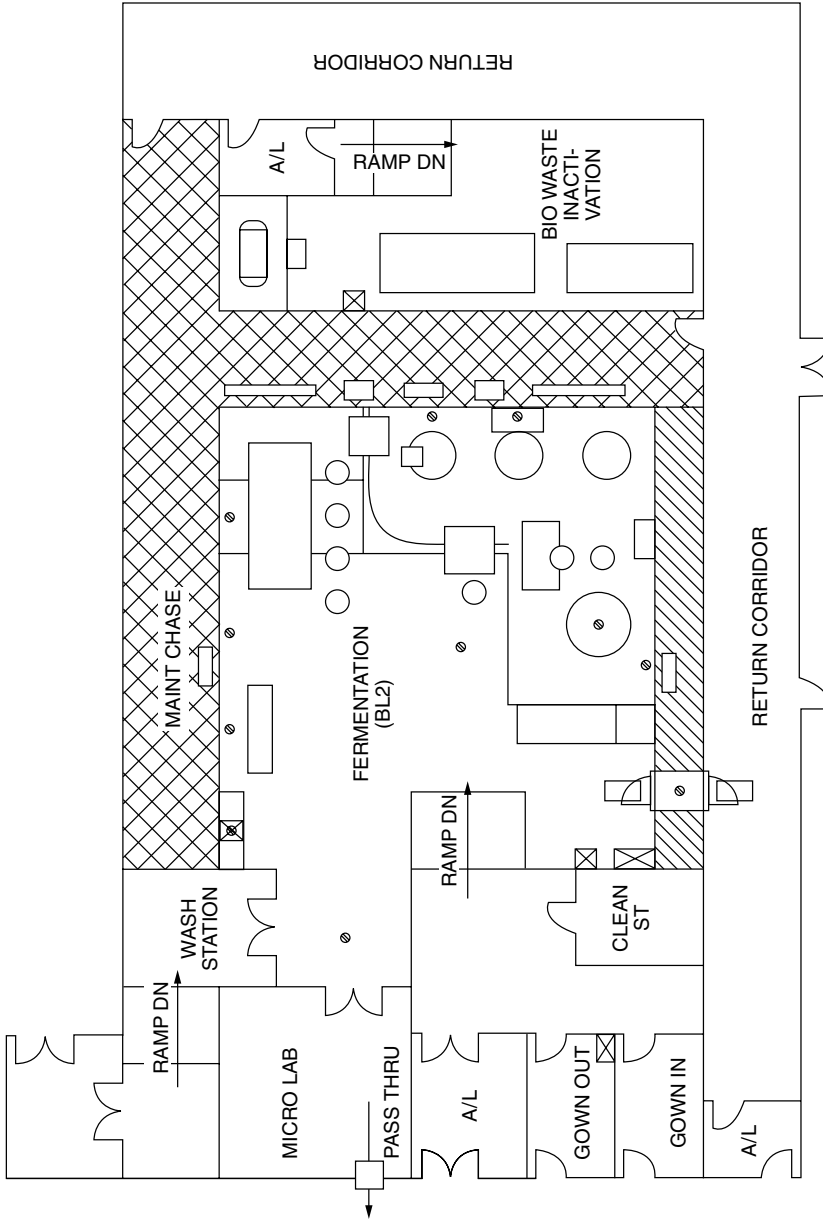 RETURN CORRIDOR
A/L
RAMP DN
BIO WASTE
INACTI-
VATION
MAINT CHASE
FERMENTATION
(BL2)
RETURN CORRIDOR
RAMP DN
WASH
STATION
CLEAN
ST
RAMP DN
MICRO LAB
PASS THRU
A/L
GOWN OUT
GOWN IN
A/L